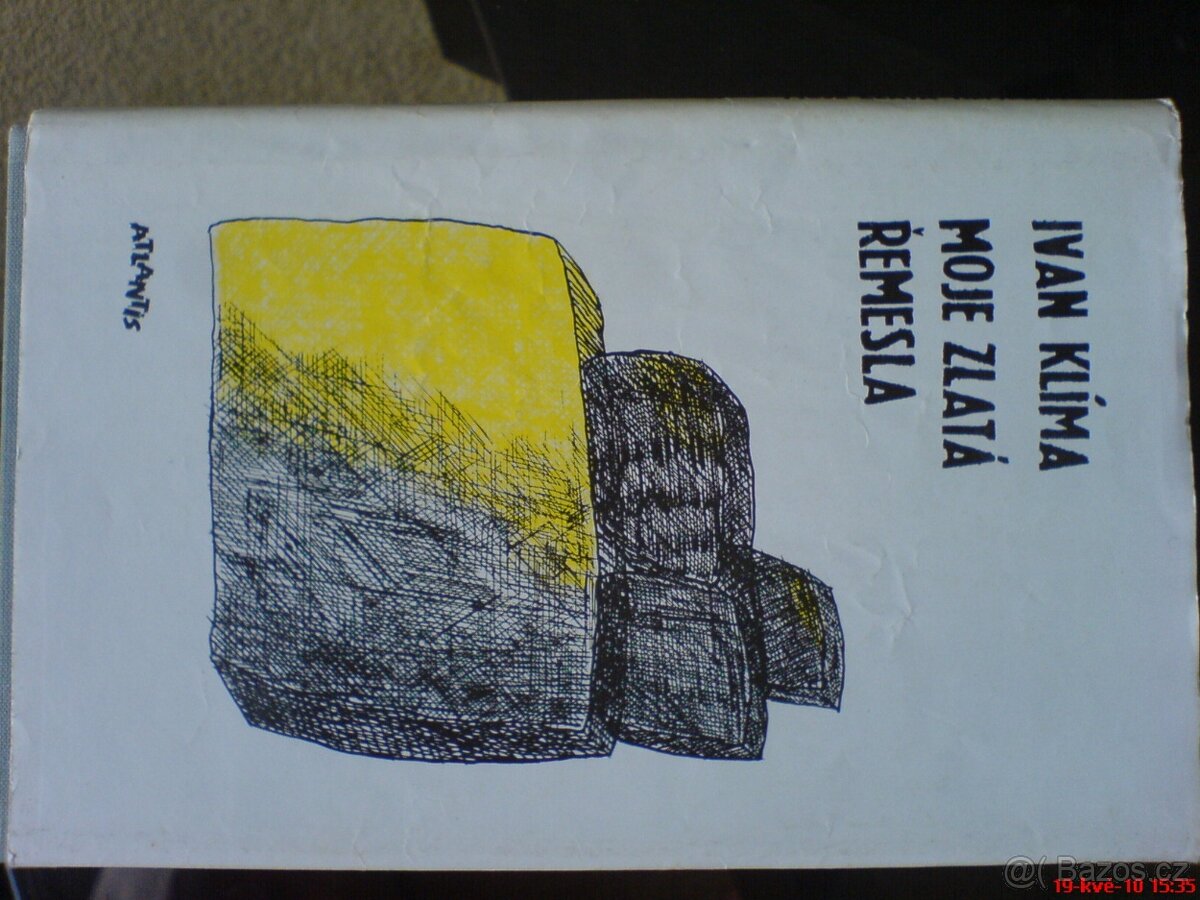 IVAN KLÍMA
MOJE ZLATÁ
ŘEMESLA
ATLANTIS
@( Bazos.cz
19-kvě-10 15:35